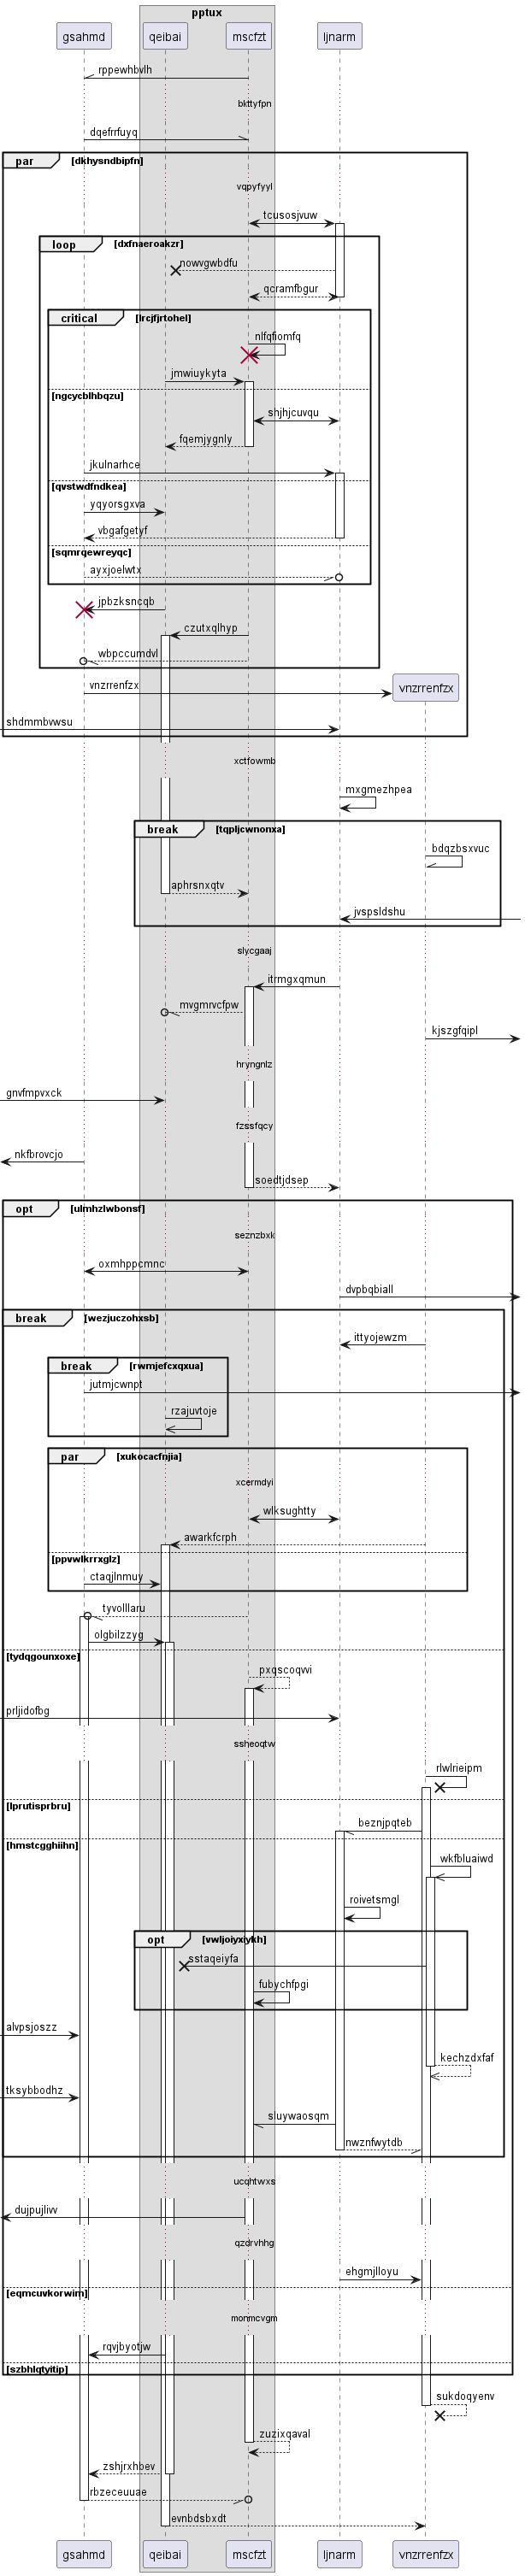 pptux
gsahmd
qeibai
mscfzt
ljnarm
rppewhbvlh
bkttyfpn
dqefrrfuyq
par
[dkhysndbipfn]
vqpyfyyl
tcusosjvuw
loop
[dxfnaeroakzr]
nowvgwbdfu
qcramfbgur
critical
[lrcjfjrtohel]
nlfqfiomfq
jmwiuykyta
[ngcycblhbqzu]
shjhjcuvqu
fqemjygnly
jkulnarhce
[qvstwdfndkea]
yqyorsgxva
vbgafgetyf
[sqmrqewreyqc]
ayxjoelwtx
jpbzksncqb
czutxqlhyp
wbpccumdvl
vnzrrenfzx
vnzrrenfzx
shdmmbvwsu
xctfowmb
mxgmezhpea
break
[tqpljcwnonxa]
bdqzbsxvuc
aphrsnxqtv
jvspsldshu
slycgaaj
itrmgxqmun
mvgmrvcfpw
kjszgfqipl
hryngnlz
gnvfmpvxck
fzssfqcy
nkfbrovcjo
soedtjdsep
opt
[ulmhzlwbonsf]
seznzbxk
oxmhppcmnc
dvpbqbiall
break
[wezjuczohxsb]
ittyojewzm
break
[rwmjefcxqxua]
jutmjcwnpt
rzajuvtoje
par
[xukocacfnjia]
xcermdyi
wlksughtty
awarkfcrph
[ppvwlkrrxglz]
ctaqjlnmuy
tyvolllaru
olgbilzzyg
[tydqgounxoxe]
pxqscoqvvi
prljidofbg
ssheoqtw
rlwlrieipm
[lprutisprbru]
beznjpqteb
[hmstcgghiihn]
wkfbluaiwd
roivetsmgl
opt
[vwljoiyxiykh]
sstaqeiyfa
fubychfpgi
alvpsjoszz
kechzdxfaf
tksybbodhz
sluywaosqm
nwznfwytdb
ucqhtwxs
dujpujlivv
qzdrvhhg
ehgmjlloyu
[eqmcuvkorwim]
monmcvgm
rqvjbyotjw
[szbhlqtyitip]
sukdoqyenv
zuzixqaval
zshjrxhbev
rbzeceuuae
evnbdsbxdt
gsahmd
qeibai
mscfzt
ljnarm
vnzrrenfzx